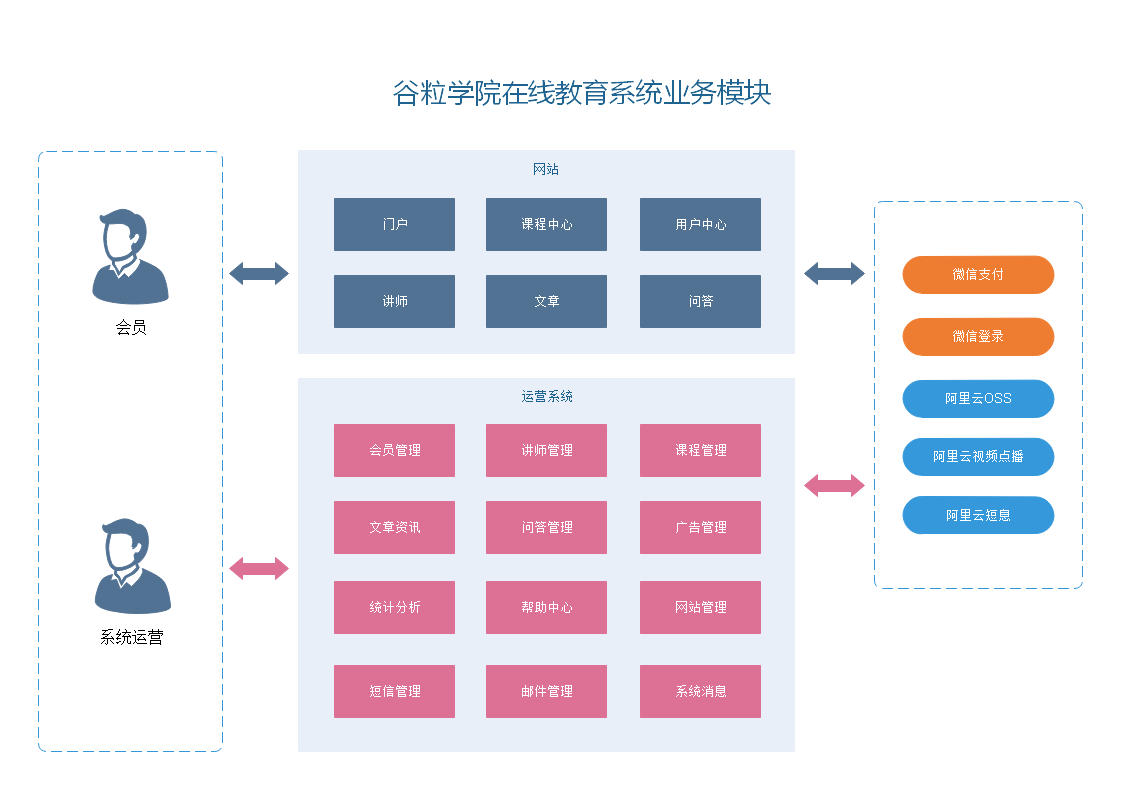 谷粒学院在线教育系统业务模块
会员
系统运营
网站
门户
课程中心
用户中心
讲师
文章
问答
运营系统
会员管理
讲师管理
课程管理
文章资讯
问答管理
广告管理
统计分析
帮助中心
网站管理
短信管理
邮件管理
系统消息
微信支付
微信登录
阿里云OSS
阿里云视频点播
阿里云短息